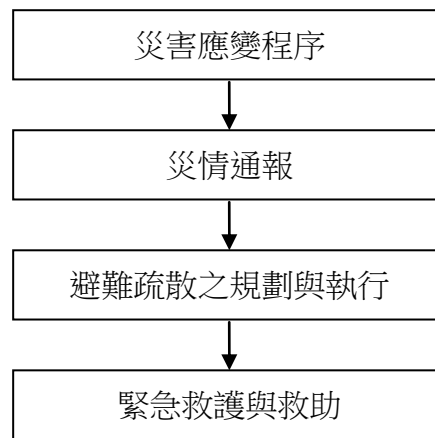 災害應變程序
災情通報
避難疏散之規劃與執行
緊急救護與救助